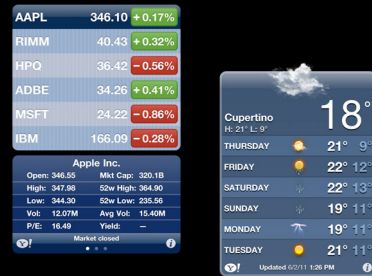 AAPL 346.10 + 0.17%
RIMM 40.43 + 0.32%
HPQ 36.42 – 0.56%
ADBE 34.26 + 0.41%
MSFT 24.22 – 0.86%
IBM 166.09 – 0.28%
Apple Inc.
Open: 346.55 Mkt Cap: 320.1B
High: 347.98 52w High: 364.90
Low: 344.30 52w Low: 235.56
Vol: 12.07M Avg Vol: 15.40M
P/E: 16.49 Yield: —
Market closed
Y! i
Cupertino 18°
H: 21° L: 9°
THURSDAY 21° 9°
FRIDAY 22° 12°
SATURDAY 22° 13°
SUNDAY 19° 11°
MONDAY 19° 11°
TUESDAY 20° 11°
Y! Updated 6/2/11 1:26 PM i